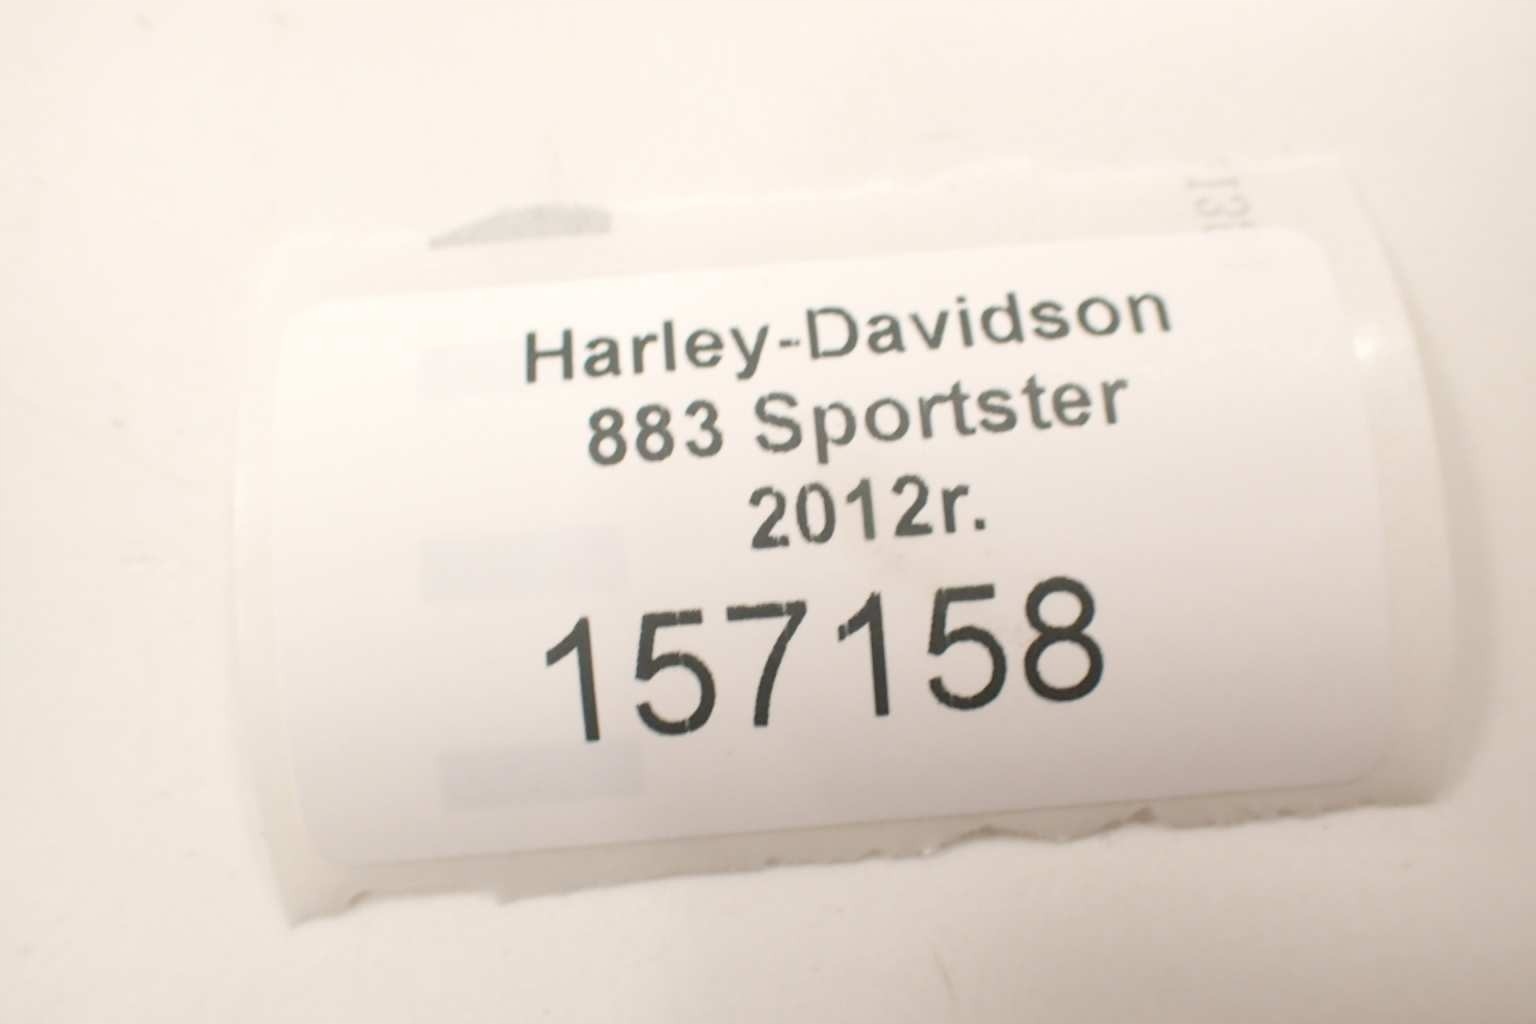 Harley-Davidson
883 Sportster
2012r.
157158